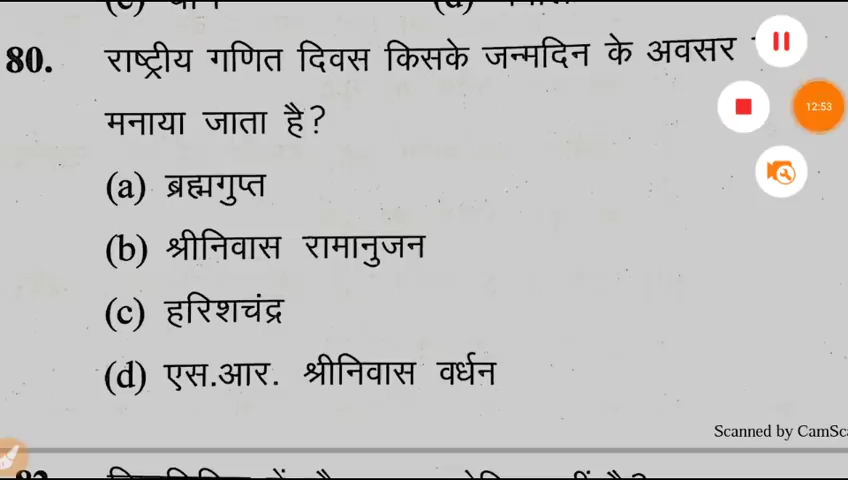 80. राष्ट्रीय गणित दिवस किसके जन्मदिन के अवसर
12:53
मनाया जाता है?
(a) ब्रह्मगुप्त
(b) श्रीनिवास रामानुजन
(c) हरिशचंद्र
(d) एस.आर. श्रीनिवास वर्धन
Scanned by CamSca